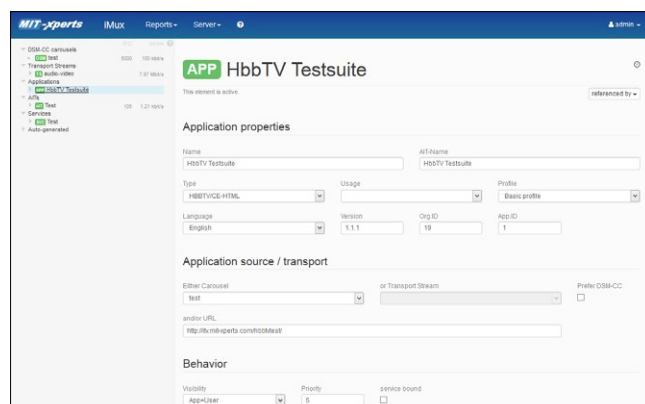 MIT-xperts iMux Reports Server admin
DSM-CC carousels
DSM test 5000 100 kbit/s
Transport Streams
TS audio-video 7.97 Mbit/s
Applications
APP HbbTV Testsuite
AITs
AIT Test 105 1.21 kbit/s
Services
Test
Auto-generated
APP HbbTV Testsuite
This element is active.
referenced by
Application properties
Name AIT-Name
HbbTV Testsuite HbbTV Testsuite
Type Usage Profile
HBBTV/CE-HTML Basic profile
Language Version Org.ID App.ID
English 1.1.1 19 1
Application source / transport
Either Carousel or Transport Stream Prefer DSM-CC
test
and/or URL
http://itv.mit-xperts.com/hbbtvtest/
Behavior
Visibility Priority service bound
App+User 5